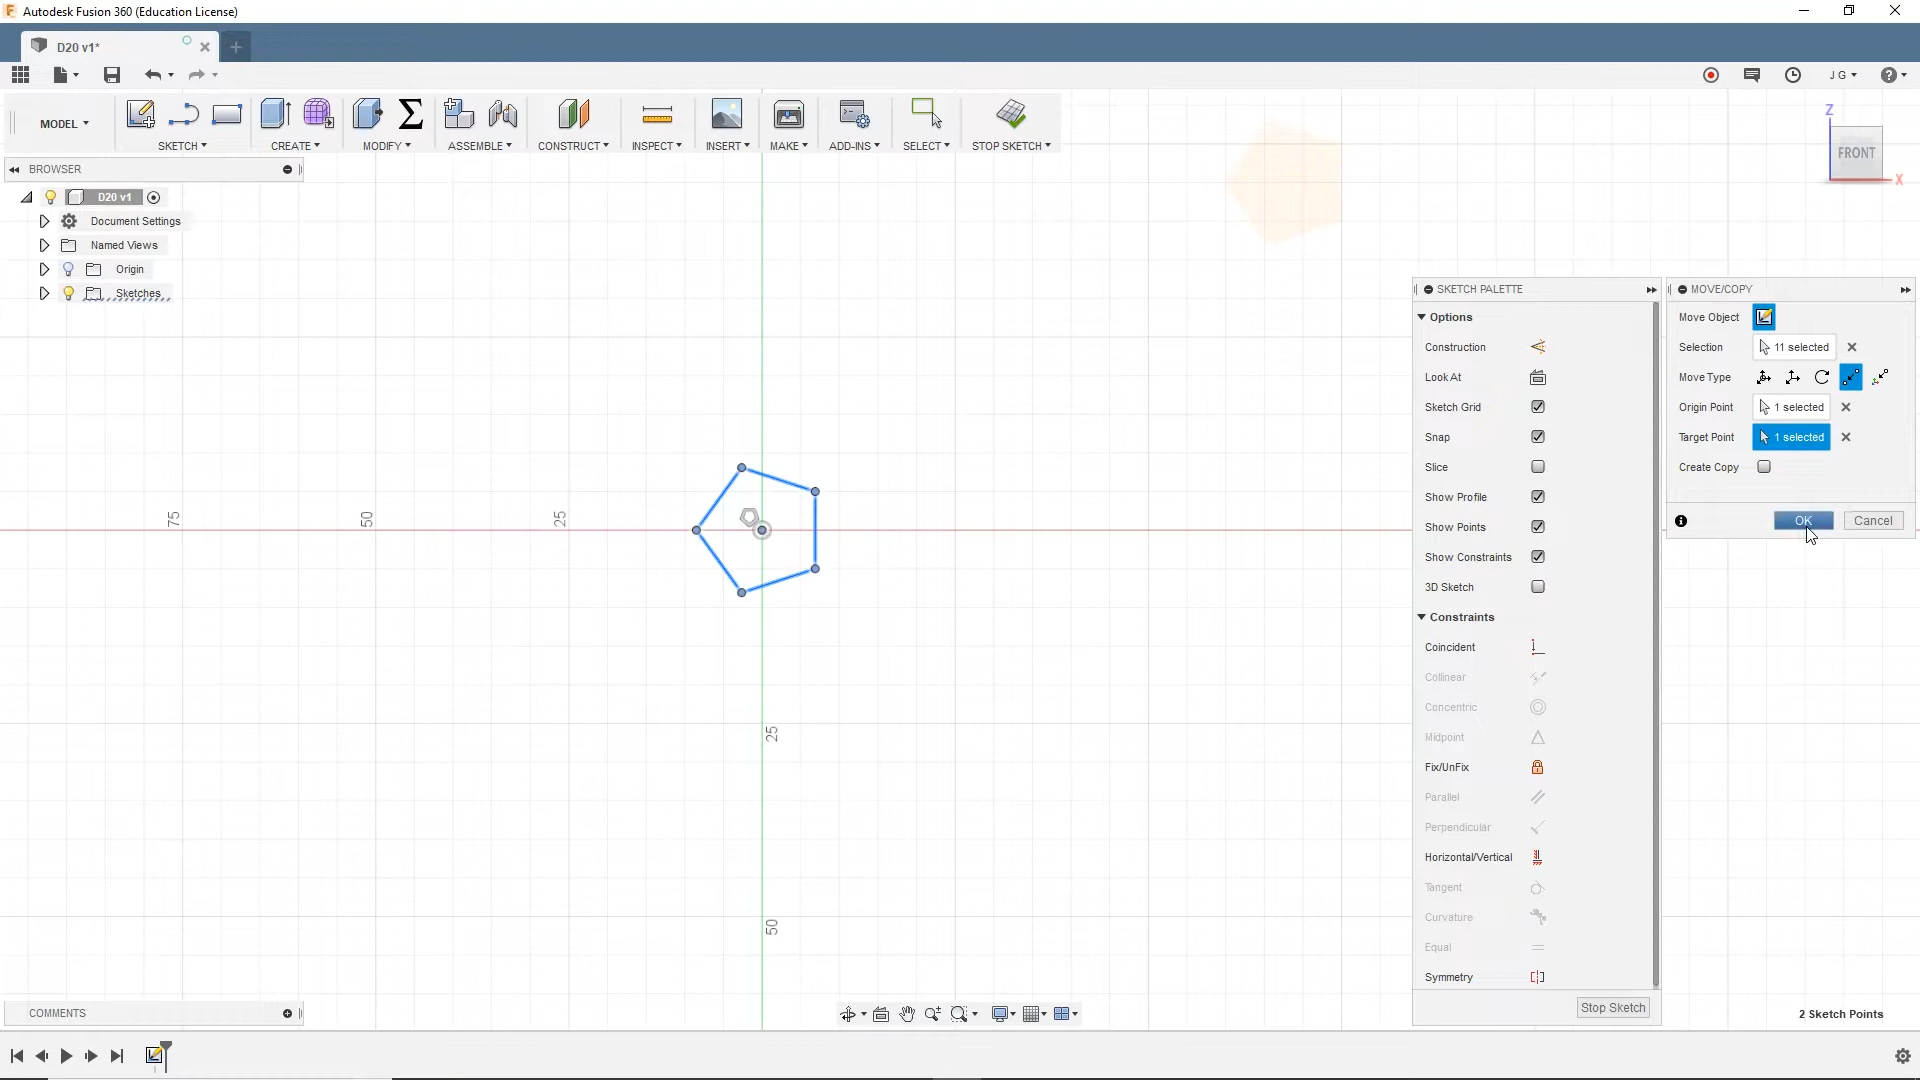 Autodesk Fusion 360 (Education License)
D20 v1*
J G
MODEL
SKETCH
CREATE
MODIFY
ASSEMBLE
CONSTRUCT
INSPECT
INSERT
MAKE
ADD-INS
SELECT
STOP SKETCH
BROWSER
D20 v1
Document Settings
Named Views
Origin
Sketches
Z
FRONT
X
75
50
25
25
50
SKETCH PALETTE
Options
Construction
Look At
Sketch Grid
Snap
Slice
Show Profile
Show Points
Show Constraints
3D Sketch
Constraints
Coincident
Collinear
Concentric
Midpoint
Fix/UnFix
Parallel
Perpendicular
Horizontal/Vertical
Tangent
Curvature
Equal
Symmetry
Stop Sketch
MOVE/COPY
Move Object
Selection 11 selected
Move Type
Origin Point 1 selected
Target Point 1 selected
Create Copy
OK Cancel
COMMENTS
2 Sketch Points